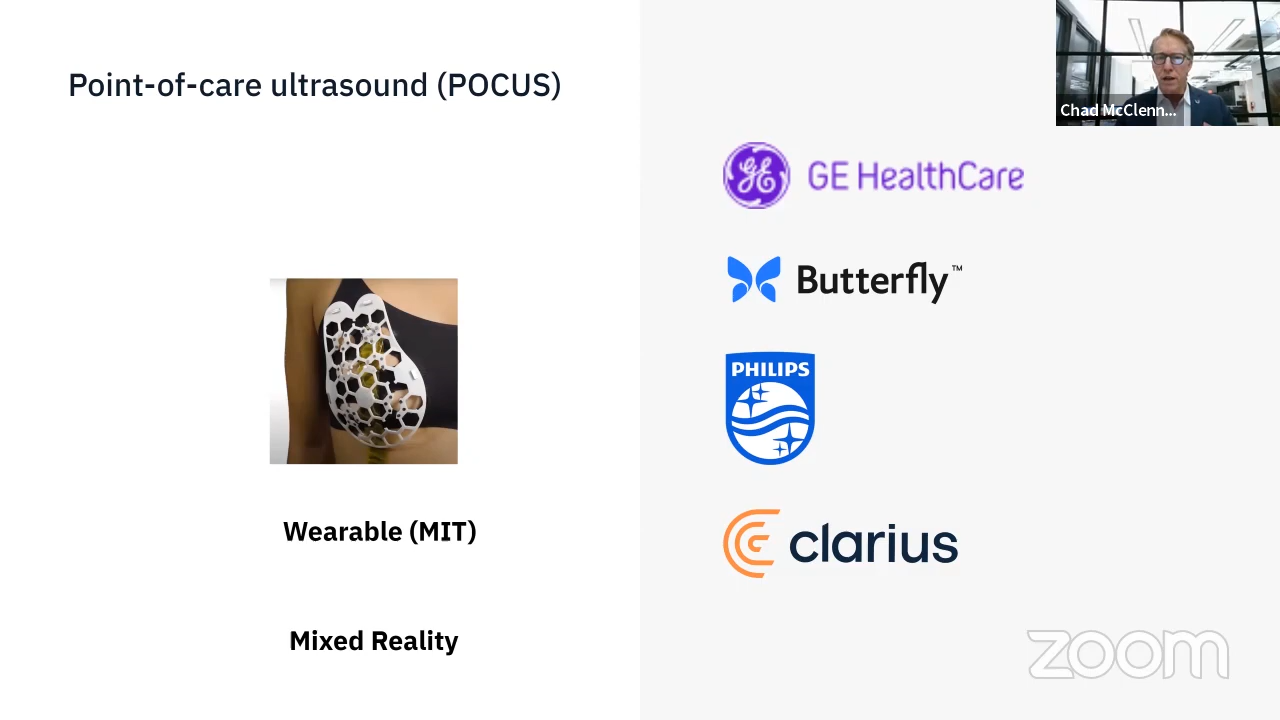 Point-of-care ultrasound (POCUS)
Chad McClenn...
GE HealthCare
Butterfly™
PHILIPS
clarius
Wearable (MIT)
Mixed Reality
zoom